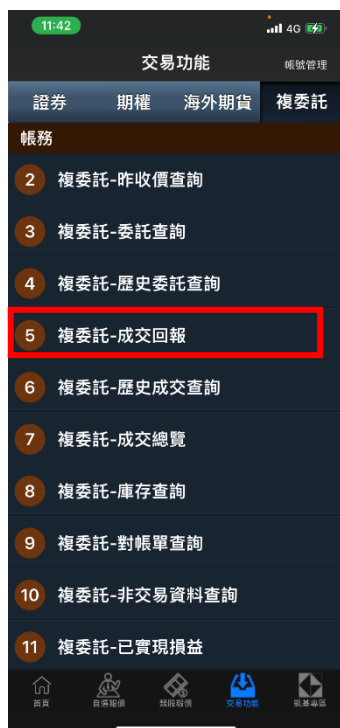 11:42
4G
交易功能
帳號管理
證券 期權 海外期貨 複委託
帳務
2 複委託-昨收價查詢
3 複委託-委託查詢
4 複委託-歷史委託查詢
5 複委託-成交回報
6 複委託-歷史成交查詢
7 複委託-成交總覽
8 複委託-庫存查詢
9 複委託-對帳單查詢
10 複委託-非交易資料查詢
11 複委託-已實現損益
首頁 自選報價 類股報價 交易功能 凱基專區